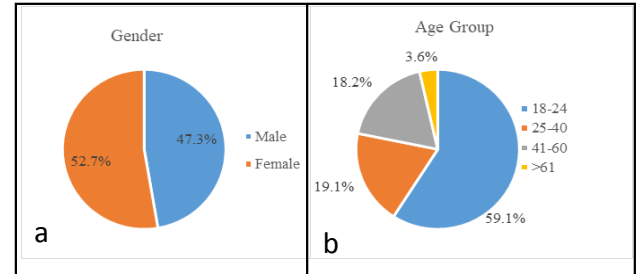 Gender
47.3%
52.7%
Male
Female
a
Age Group
3.6%
18.2%
19.1%
59.1%
18-24
25-40
41-60
>61
b